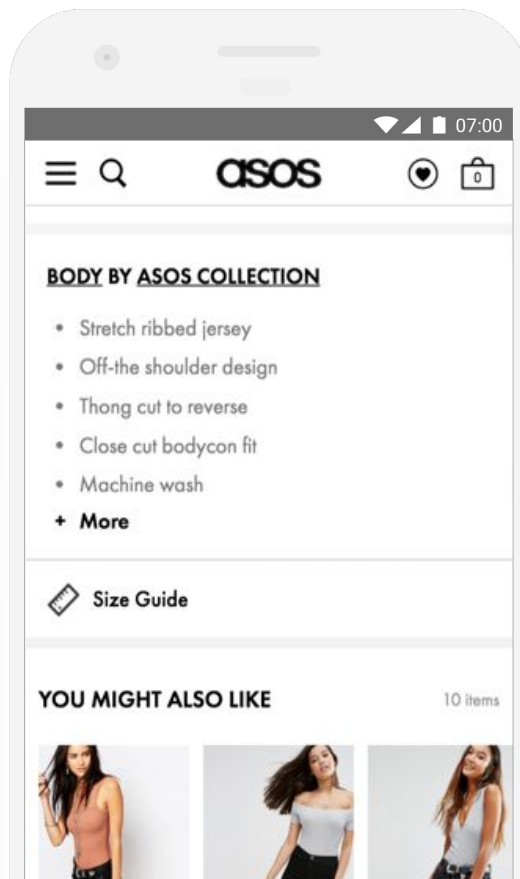 07:00
asos
0
BODY BY ASOS COLLECTION
• Stretch ribbed jersey
• Off-the shoulder design
• Thong cut to reverse
• Close cut bodycon fit
• Machine wash
+ More
Size Guide
YOU MIGHT ALSO LIKE 10 items